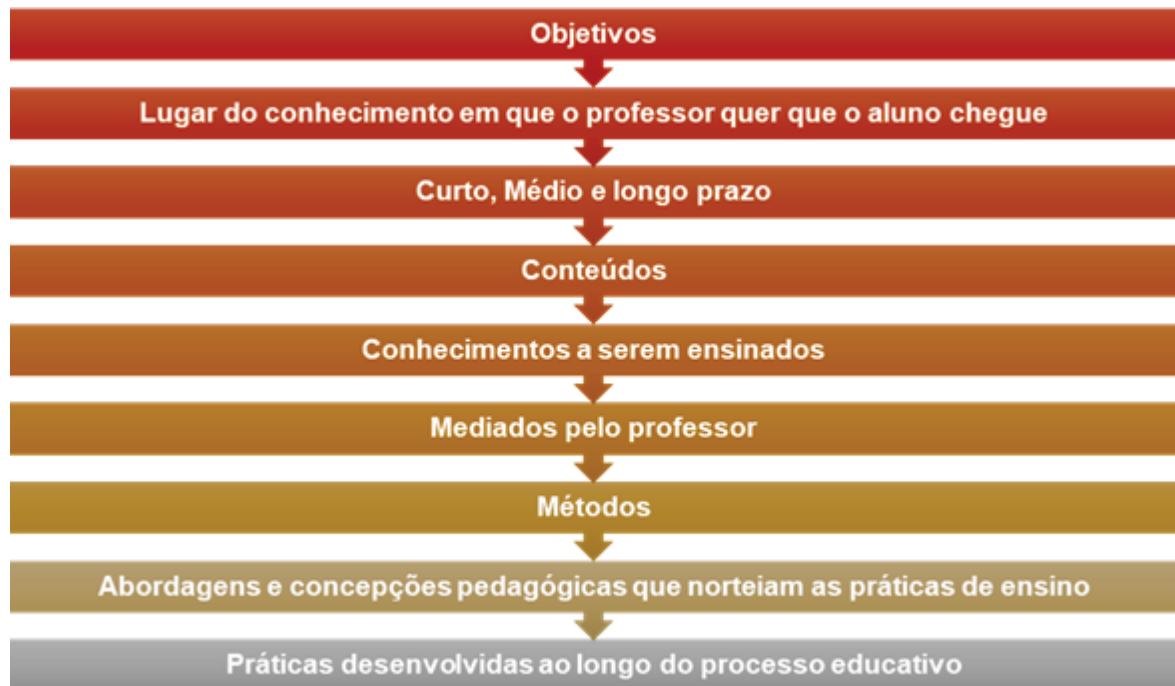 Objetivos
Lugar do conhecimento em que o professor quer que o aluno chegue
Curto, Médio e longo prazo
Conteúdos
Conhecimentos a serem ensinados
Mediados pelo professor
Métodos
Abordagens e concepções pedagógicas que norteiam as práticas de ensino
Práticas desenvolvidas ao longo do processo educativo